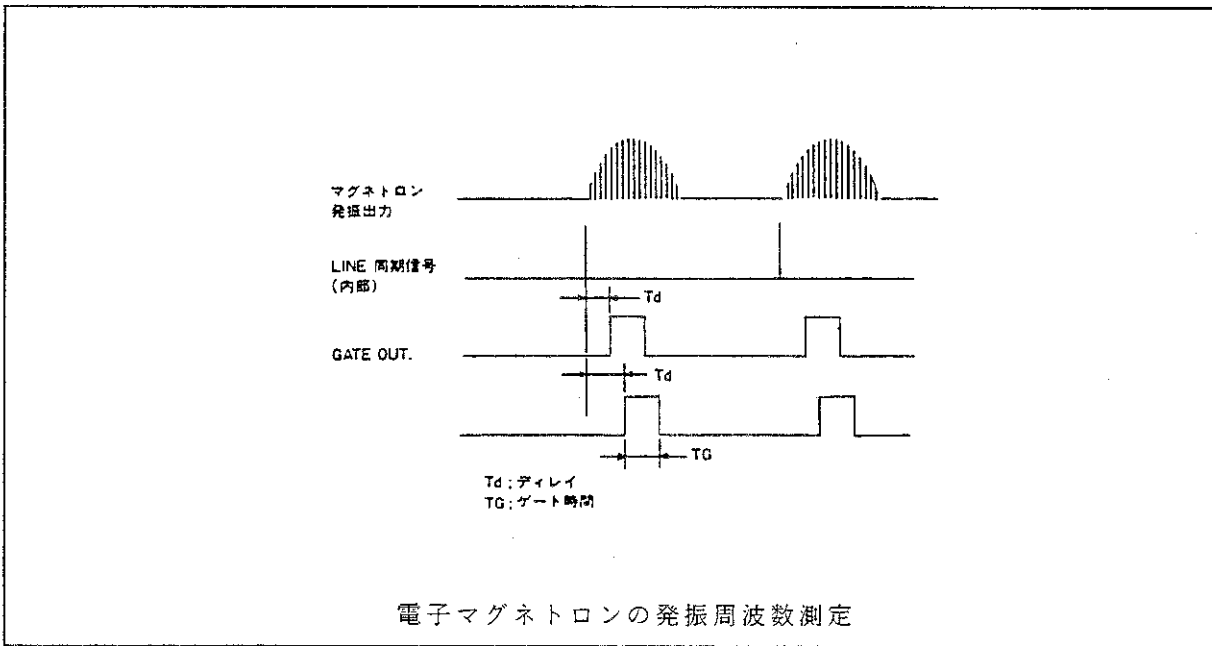 マグネトロン
発振出力
LINE 同期信号
(内部)
Td
GATE OUT.
Td
TG
Td ; ディレイ
TG ; ゲート時間
電子マグネトロンの発振周波数測定